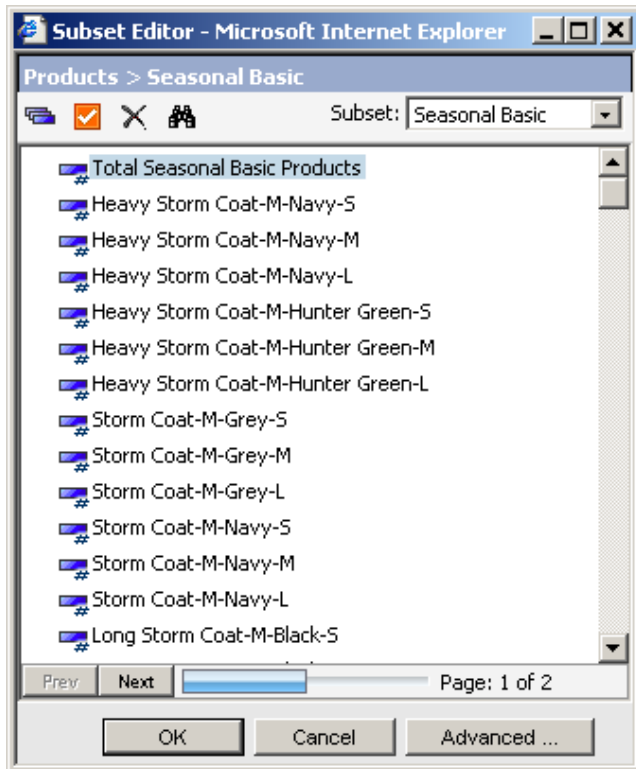 Subset Editor - Microsoft Internet Explorer
Products > Seasonal Basic
Subset: Seasonal Basic
Total Seasonal Basic Products
Heavy Storm Coat-M-Navy-S
Heavy Storm Coat-M-Navy-M
Heavy Storm Coat-M-Navy-L
Heavy Storm Coat-M-Hunter Green-S
Heavy Storm Coat-M-Hunter Green-M
Heavy Storm Coat-M-Hunter Green-L
Storm Coat-M-Grey-S
Storm Coat-M-Grey-M
Storm Coat-M-Grey-L
Storm Coat-M-Navy-S
Storm Coat-M-Navy-M
Storm Coat-M-Navy-L
Long Storm Coat-M-Black-S
Prev Next Page: 1 of 2
OK Cancel Advanced ...